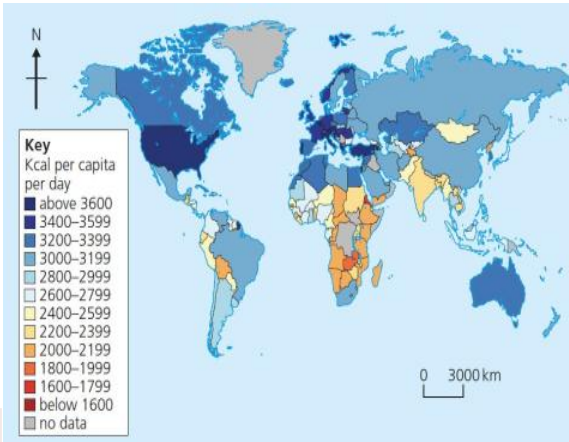 N
Key
Kcal per capita
per day
above 3600
3400–3599
3200–3399
3000–3199
2800–2999
2600–2799
2400–2599
2200–2399
2000–2199
1800–1999
1600–1799
below 1600
no data
0 3000 km